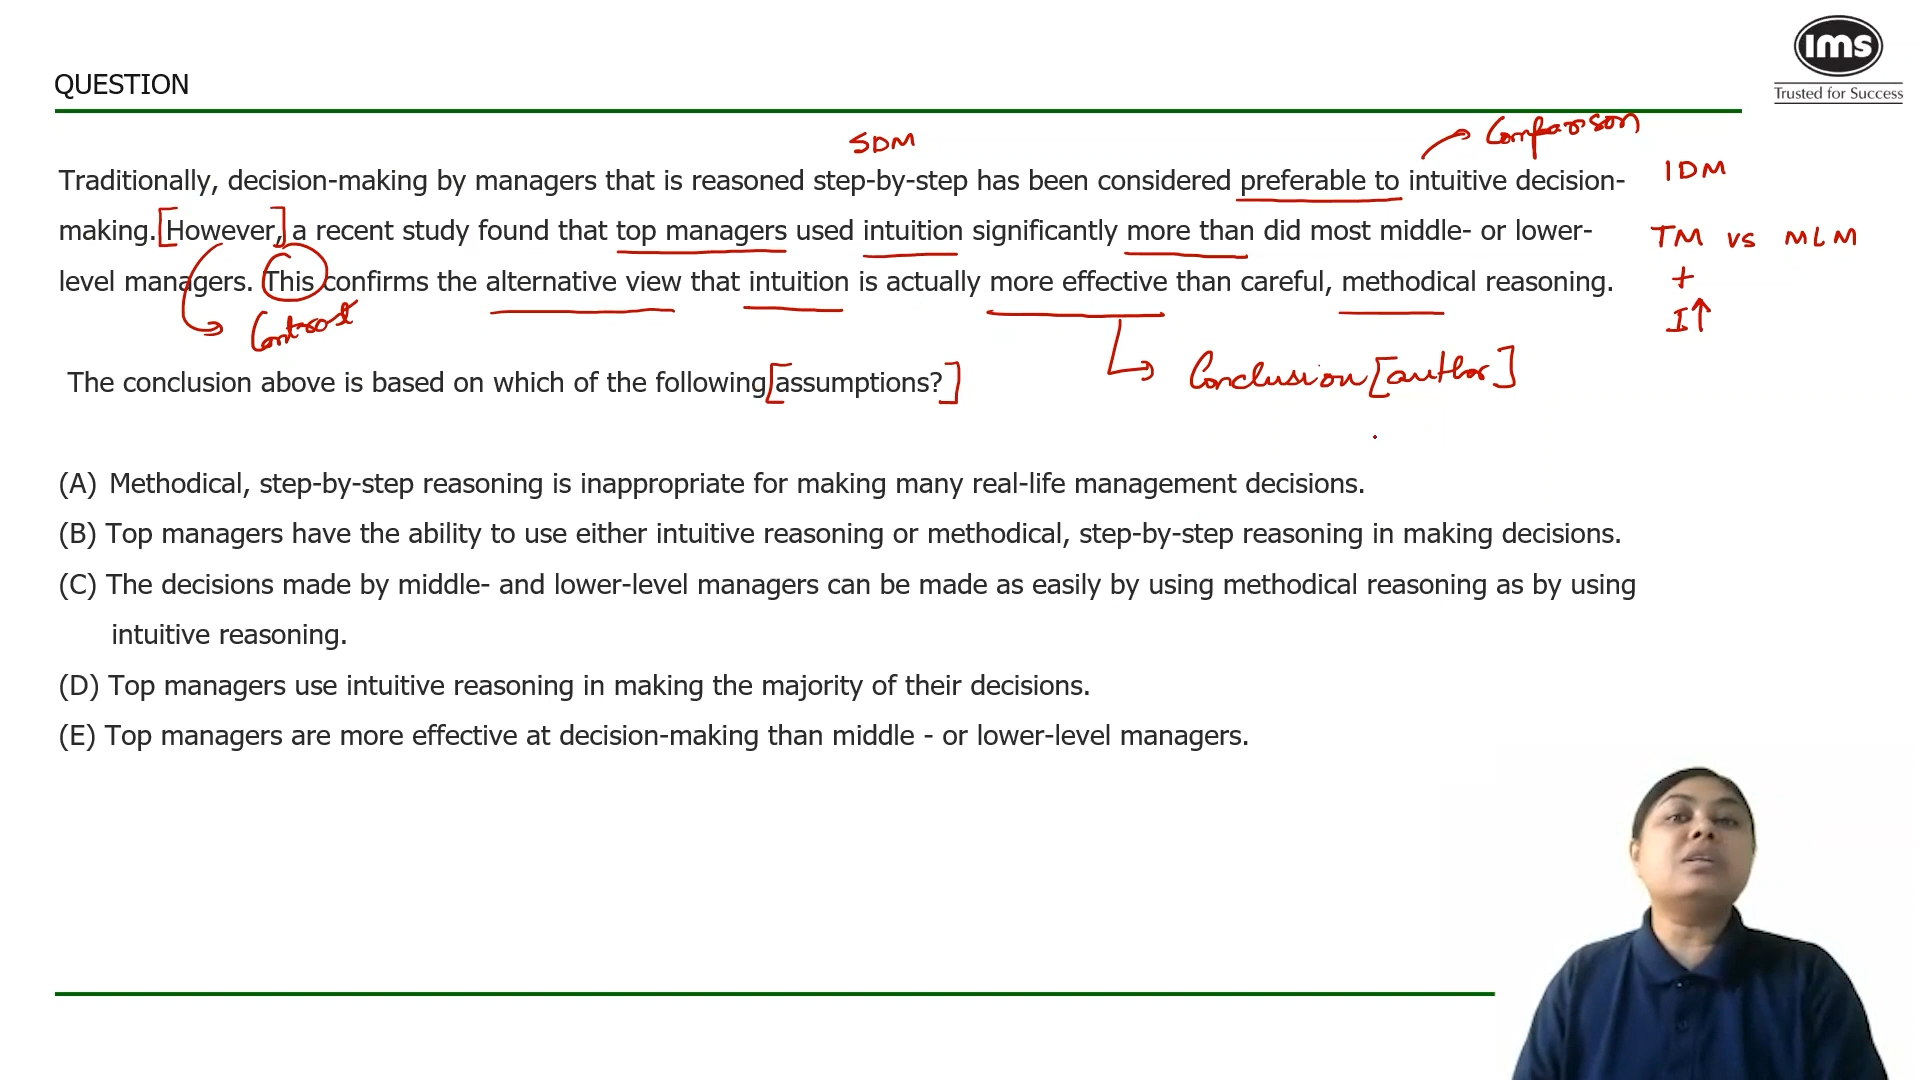 ims
Trusted for Success
QUESTION
SDM
Comparison
Traditionally, decision-making by managers that is reasoned step-by-step has been considered preferable to intuitive decision-
IDM
making. [However,] a recent study found that top managers used intuition significantly more than did most middle- or lower-
TM vs MLM
level managers. This confirms the alternative view that intuition is actually more effective than careful, methodical reasoning.
+
I↑
Contrast
The conclusion above is based on which of the following [assumptions?]
Conclusion [author]
(A) Methodical, step-by-step reasoning is inappropriate for making many real-life management decisions.
(B) Top managers have the ability to use either intuitive reasoning or methodical, step-by-step reasoning in making decisions.
(C) The decisions made by middle- and lower-level managers can be made as easily by using methodical reasoning as by using
intuitive reasoning.
(D) Top managers use intuitive reasoning in making the majority of their decisions.
(E) Top managers are more effective at decision-making than middle - or lower-level managers.